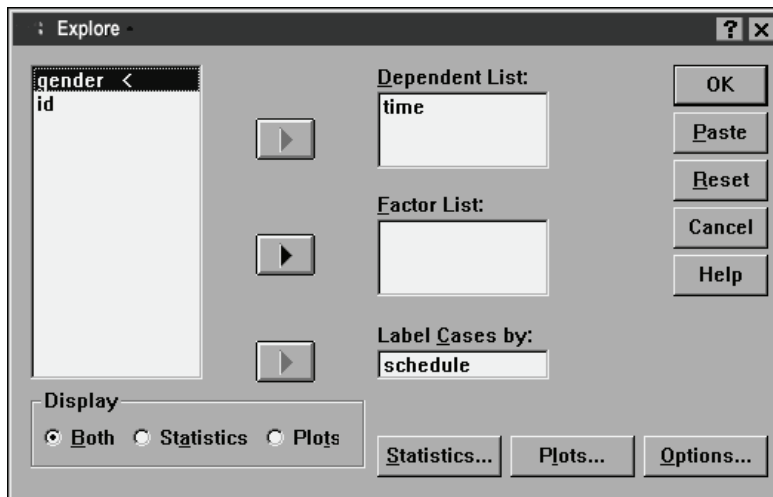 Explore
? ×
gender <
id
Dependent List:
time
Factor List:
Label Cases by:
schedule
OK
Paste
Reset
Cancel
Help
Display
Both Statistics Plots
Statistics... Plots... Options...